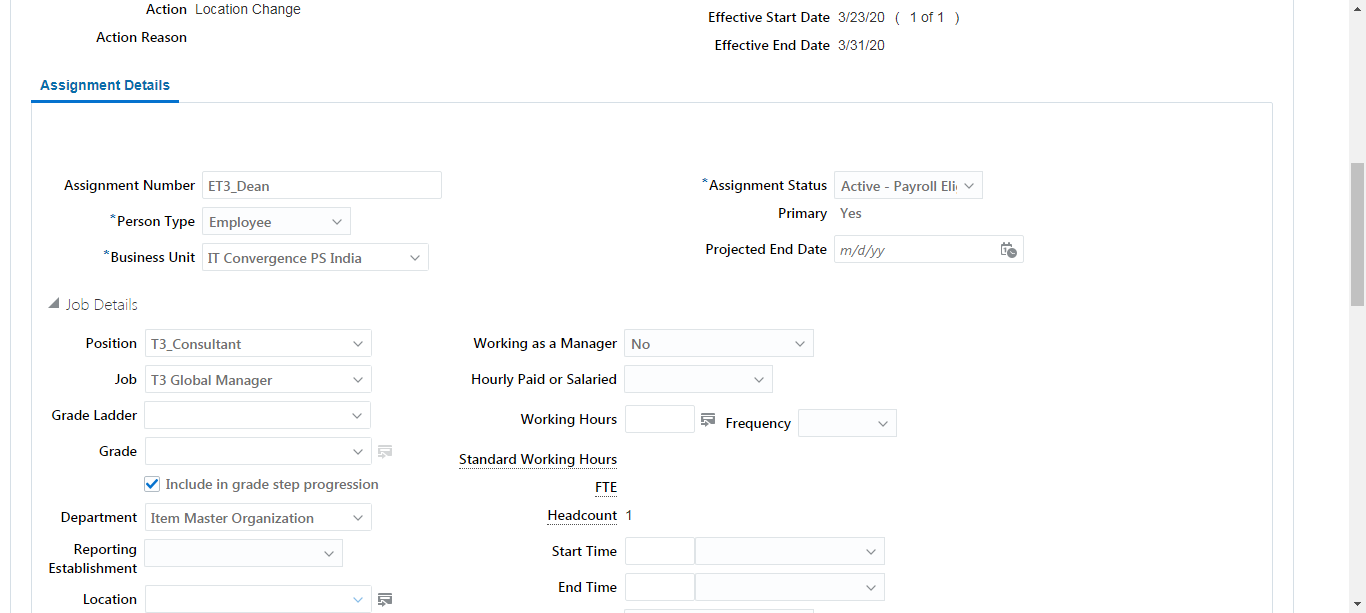 Action Location Change
Effective Start Date 3/23/20 ( 1 of 1 )
Action Reason
Effective End Date 3/31/20
Assignment Details
Assignment Number ET3_Dean
*Assignment Status Active - Payroll Eli
*Person Type Employee
Primary Yes
*Business Unit IT Convergence PS India
Projected End Date m/d/yy
Job Details
Position T3_Consultant
Working as a Manager No
Job T3 Global Manager
Hourly Paid or Salaried
Grade Ladder
Working Hours
Frequency
Grade
Standard Working Hours
Include in grade step progression
FTE
Department Item Master Organization
Headcount 1
Reporting
Establishment
Start Time
End Time
Location